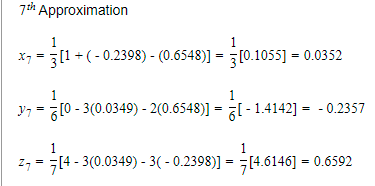 7th Approximation
x7 = 1/3[1 + ( - 0.2398) - (0.6548)] = 1/3[0.1055] = 0.0352
y7 = 1/6[0 - 3(0.0349) - 2(0.6548)] = 1/6[ - 1.4142] = - 0.2357
z7 = 1/7[4 - 3(0.0349) - 3( - 0.2398)] = 1/7[4.6146] = 0.6592